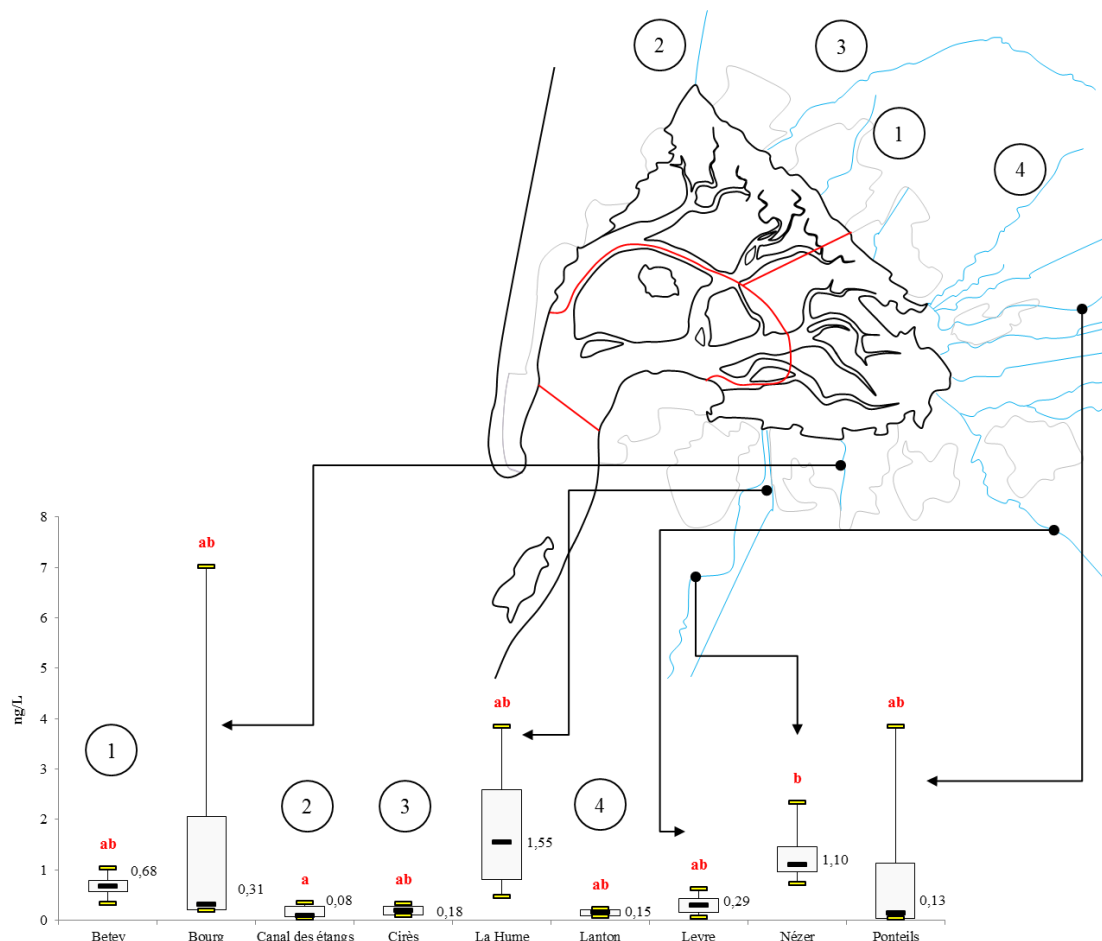 2
3
1
4
8
7
6
5
4
3
2
1
0
ng/L
1
2
3
4
ab
ab
a
ab
ab
ab
ab
b
ab
0,68
0,31
0,08
0,18
1,55
0,15
0,29
1,10
0,13
Betey
Bourg
Canal des étangs
Cirès
La Hume
Lanton
Leyre
Nézer
Ponteils